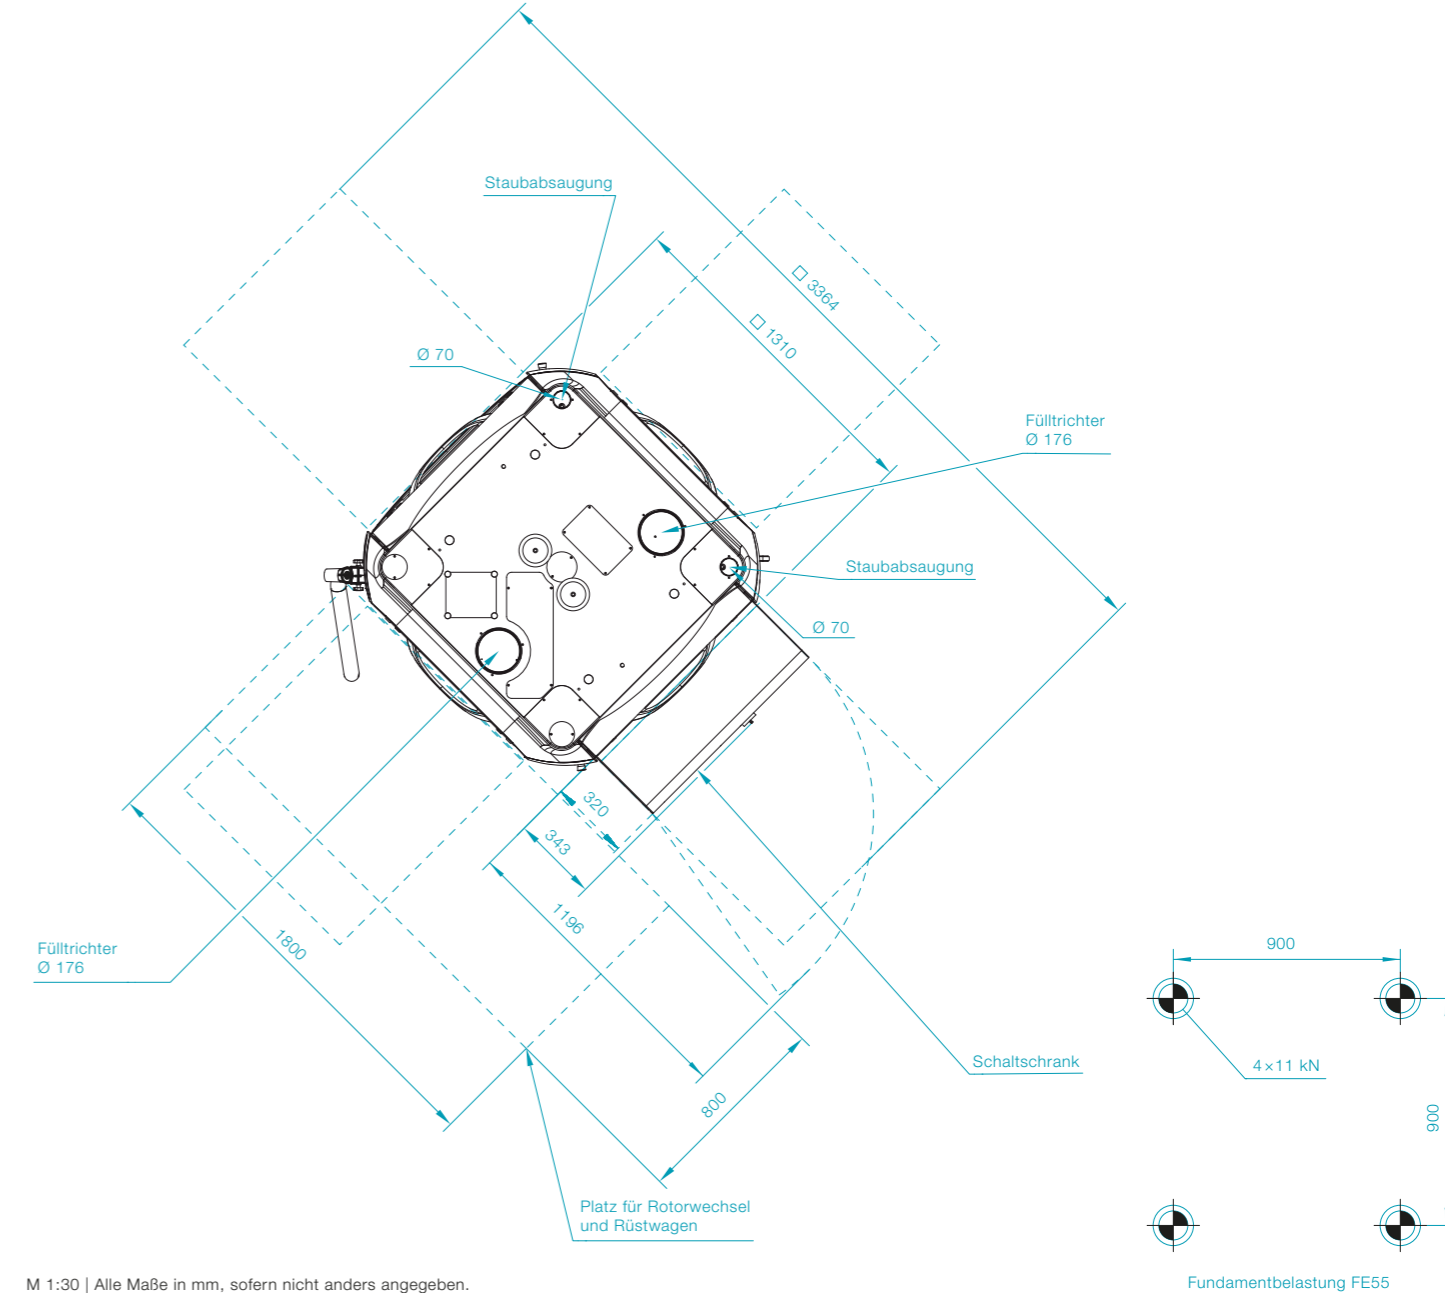 Staubabsaugung
□ 3364
□ 1310
Ø 70
Fülltrichter
Ø 176
Staubabsaugung
Ø 70
320
343
1196
1800
Fülltrichter
Ø 176
900
Schaltschrank
4×11 kN
800
900
Platz für Rotorwechsel
und Rüstwagen
M 1:30 | Alle Maße in mm, sofern nicht anders angegeben.
Fundamentbelastung FE55